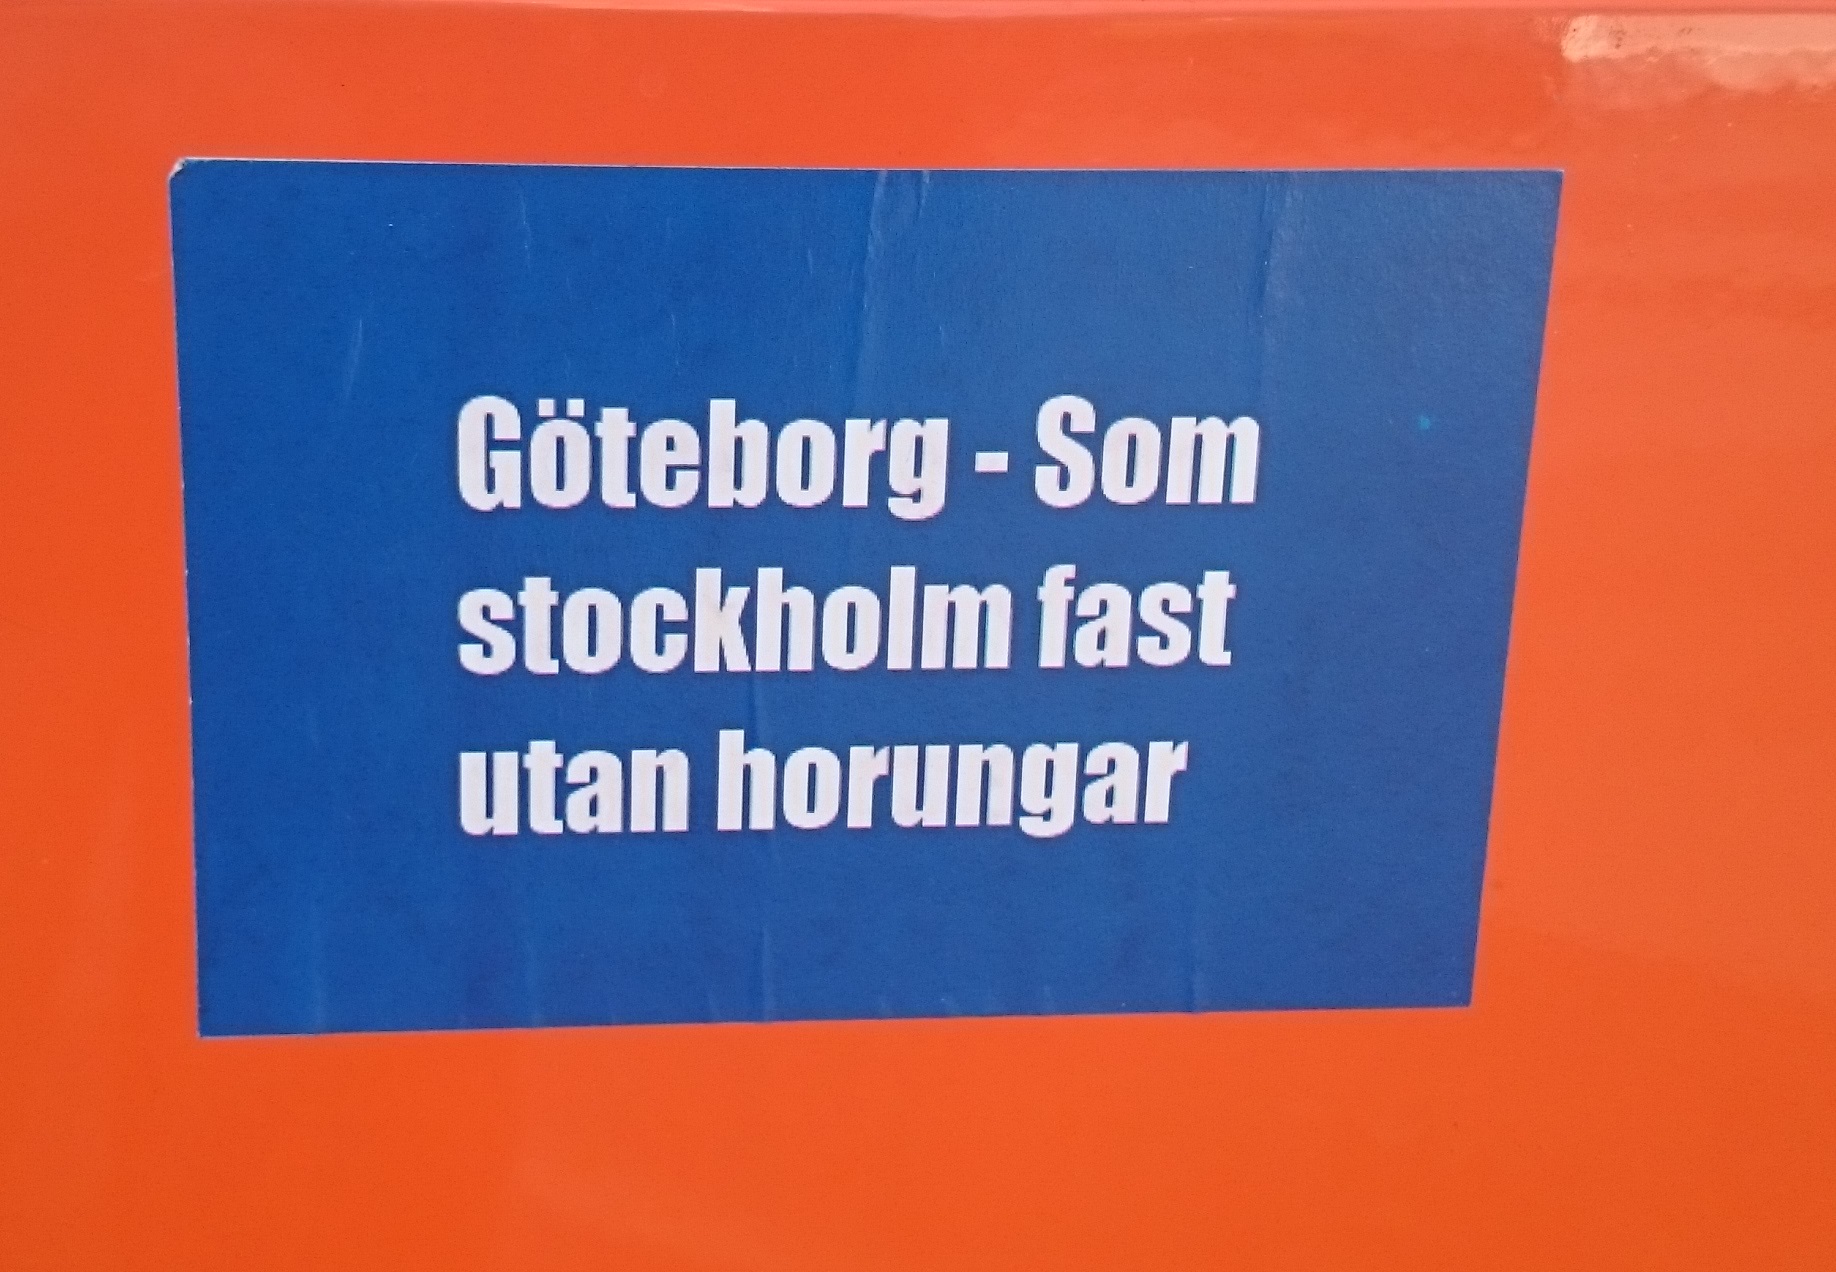 Göteborg - Som
stockholm fast
utan horungar